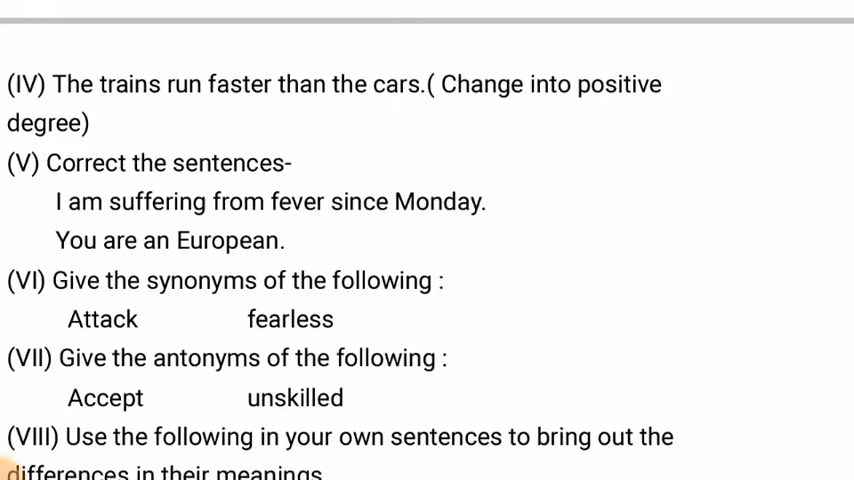 (IV) The trains run faster than the cars.( Change into positive
degree)
(V) Correct the sentences-
I am suffering from fever since Monday.
You are an European.
(VI) Give the synonyms of the following :
Attack fearless
(VII) Give the antonyms of the following :
Accept unskilled
(VIII) Use the following in your own sentences to bring out the
differences in their meanings